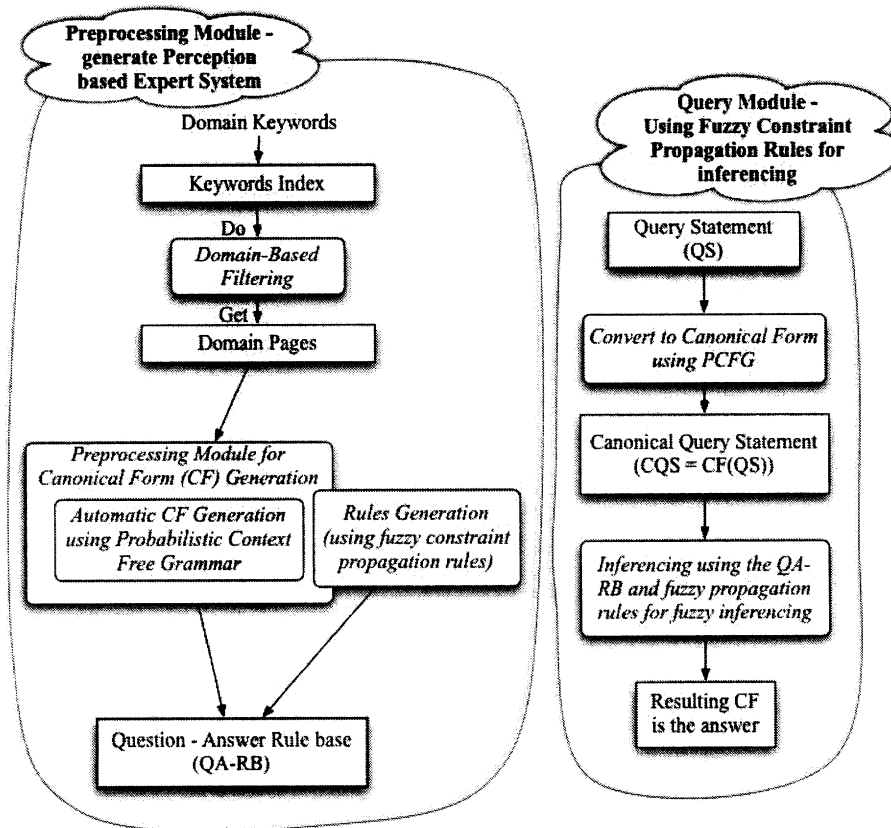 Preprocessing Module -
generate Perception
based Expert System
Domain Keywords
Keywords Index
Do
Domain-Based
Filtering
Get
Domain Pages
Preprocessing Module for
Canonical Form (CF) Generation
Automatic CF Generation
using Probabilistic Context
Free Grammar
Rules Generation
(using fuzzy constraint
propagation rules)
Question - Answer Rule base
(QA-RB)
Query Module -
Using Fuzzy Constraint
Propagation Rules for
inferencing
Query Statement
(QS)
Convert to Canonical Form
using PCFG
Canonical Query Statement
(CQS = CF(QS))
Inferencing using the QA-
RB and fuzzy propagation
rules for fuzzy inferencing
Resulting CF
is the answer